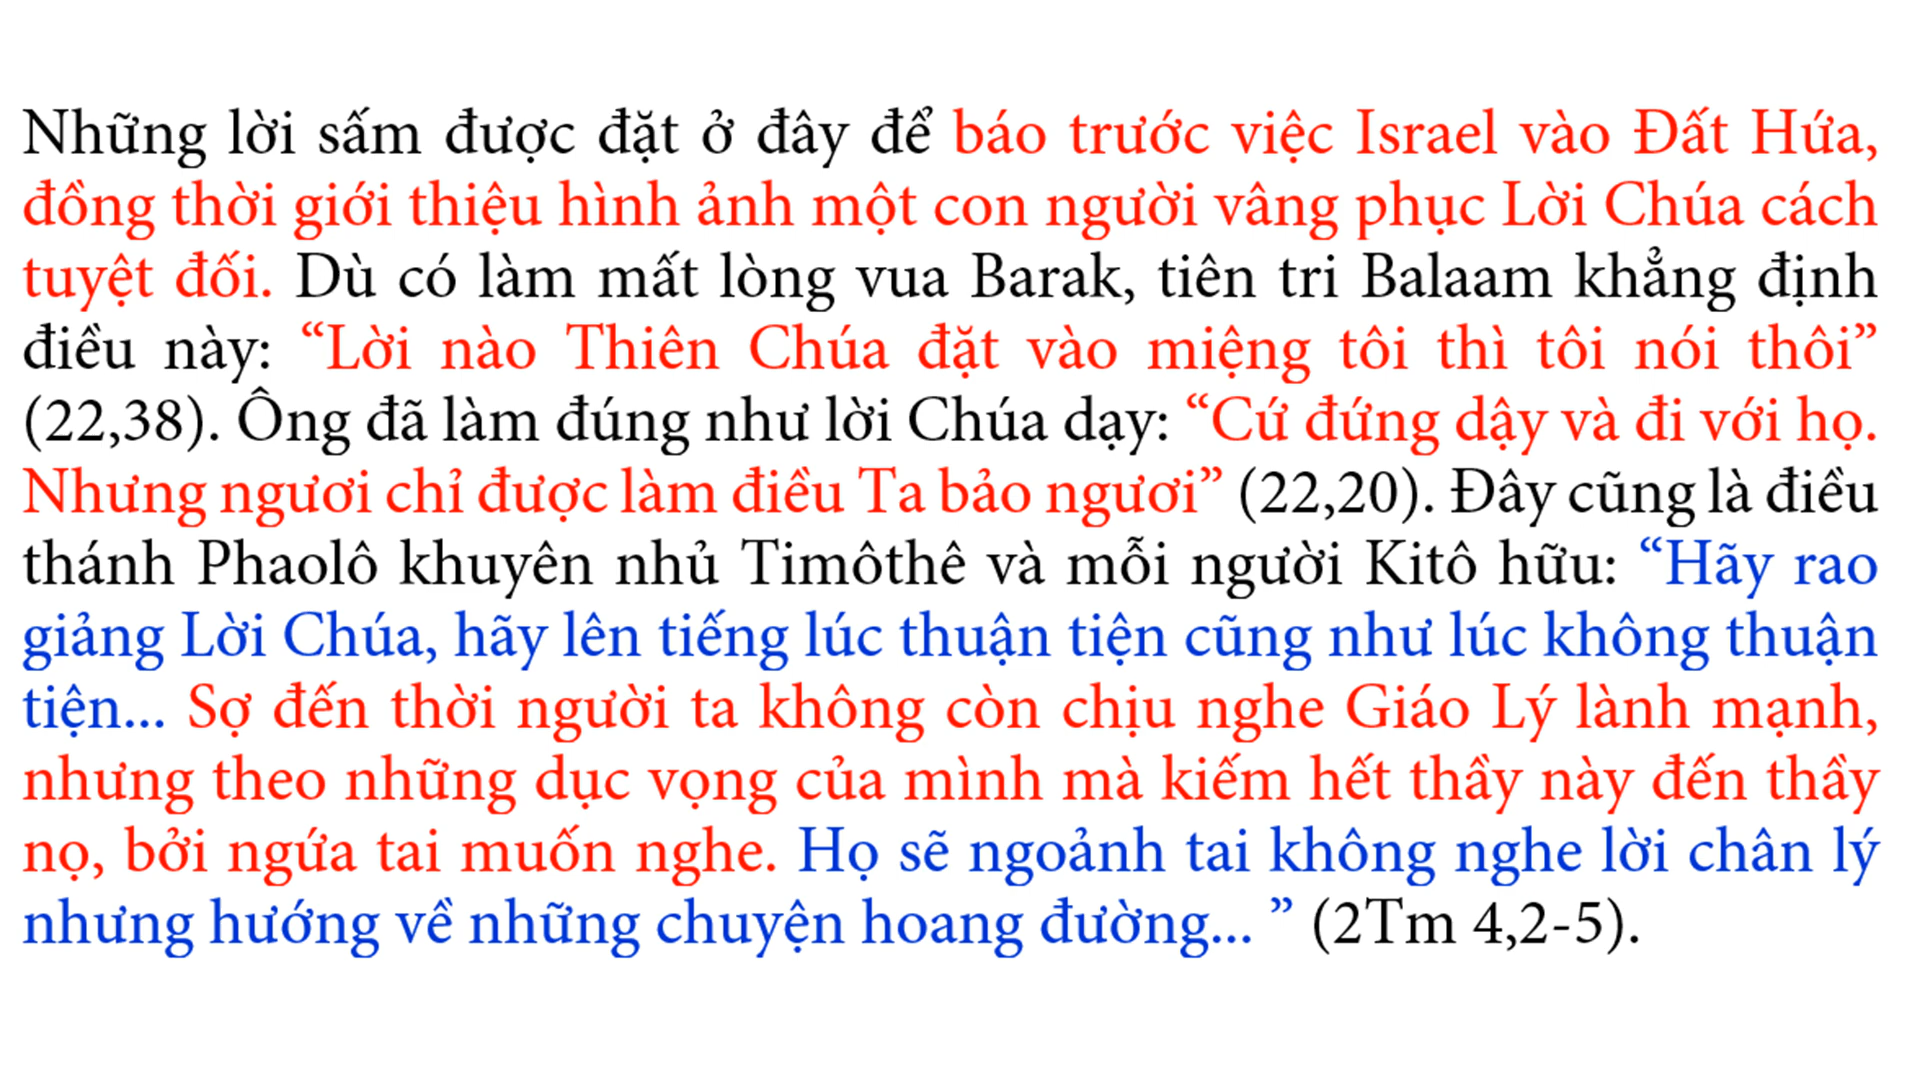 Những lời sấm được đặt ở đây để báo trước việc Israel vào Đất Hứa,
đồng thời giới thiệu hình ảnh một con người vâng phục Lời Chúa cách
tuyệt đối. Dù có làm mất lòng vua Barak, tiên tri Balaam khẳng định
điều này: “Lời nào Thiên Chúa đặt vào miệng tôi thì tôi nói thôi”
(22,38). Ông đã làm đúng như lời Chúa dạy: “Cứ đứng dậy và đi với họ.
Nhưng ngươi chỉ được làm điều Ta bảo ngươi” (22,20). Đây cũng là điều
thánh Phaolô khuyên nhủ Timôthê và mỗi người Kitô hữu: “Hãy rao
giảng Lời Chúa, hãy lên tiếng lúc thuận tiện cũng như lúc không thuận
tiện... Sợ đến thời người ta không còn chịu nghe Giáo Lý lành mạnh,
nhưng theo những dục vọng của mình mà kiếm hết thầy này đến thầy
nọ, bởi ngứa tai muốn nghe. Họ sẽ ngoảnh tai không nghe lời chân lý
nhưng hướng về những chuyện hoang đường... ” (2Tm 4,2-5).